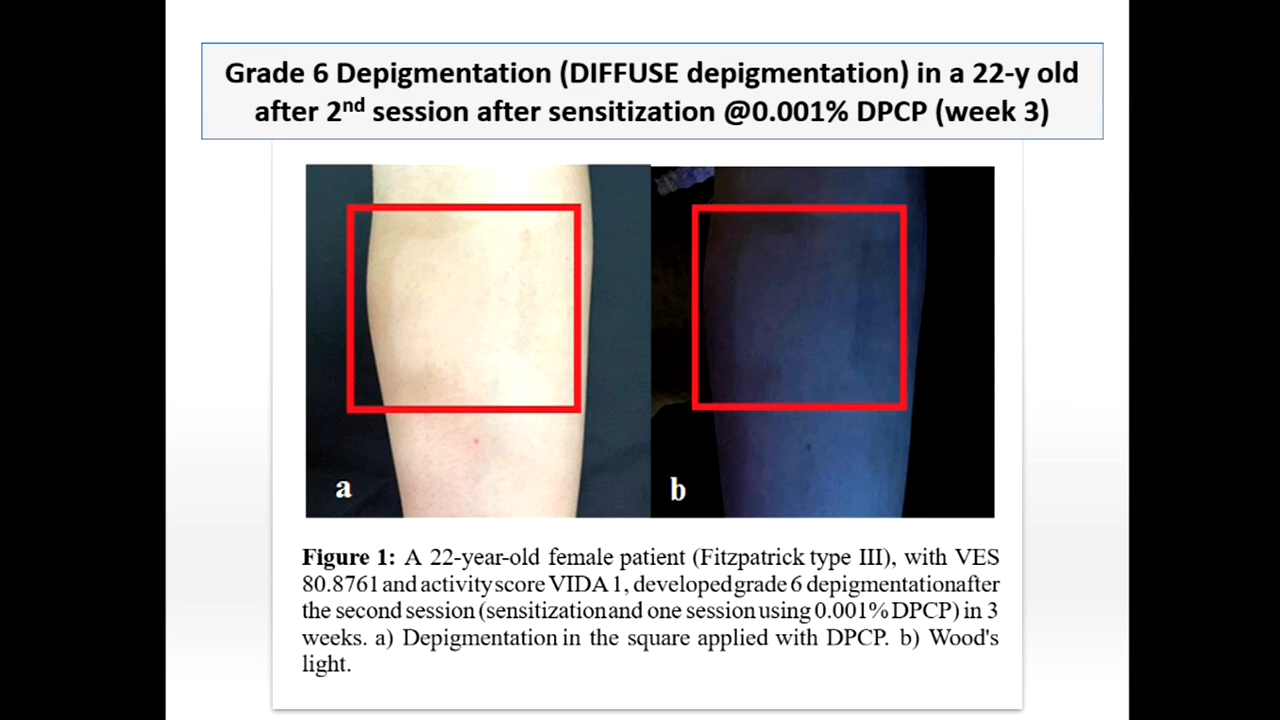 Grade 6 Depigmentation (DIFFUSE depigmentation) in a 22-y old
after 2nd session after sensitization @0.001% DPCP (week 3)
a
b
Figure 1: A 22-year-old female patient (Fitzpatrick type III), with VES
80.8761 and activity score VIDA 1, developed grade 6 depigmentationafter
the second session (sensitization and one session using 0.001% DPCP) in 3
weeks. a) Depigmentation in the square applied with DPCP. b) Wood's
light.